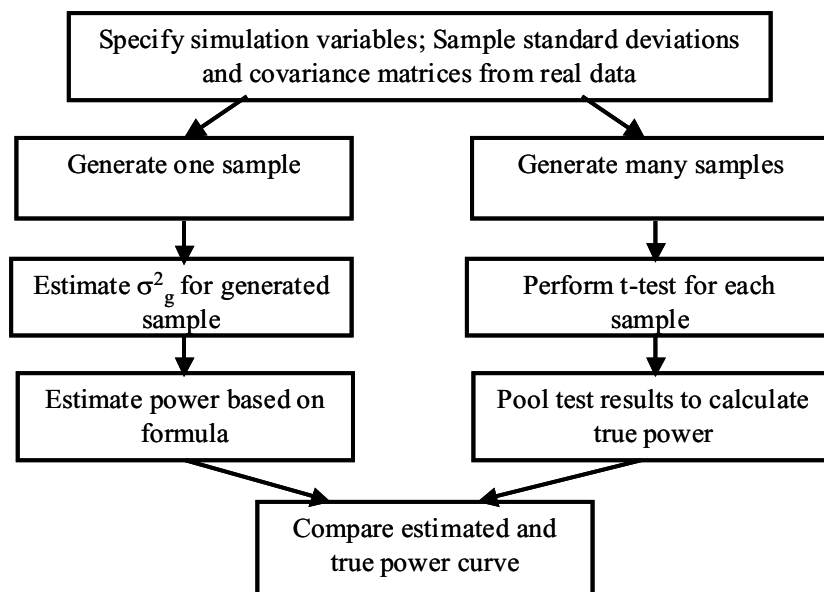 Specify simulation variables; Sample standard deviations
and covariance matrices from real data
Generate one sample
Generate many samples
Estimate σ²g for generated
sample
Perform t-test for each
sample
Estimate power based on
formula
Pool test results to calculate
true power
Compare estimated and
true power curve